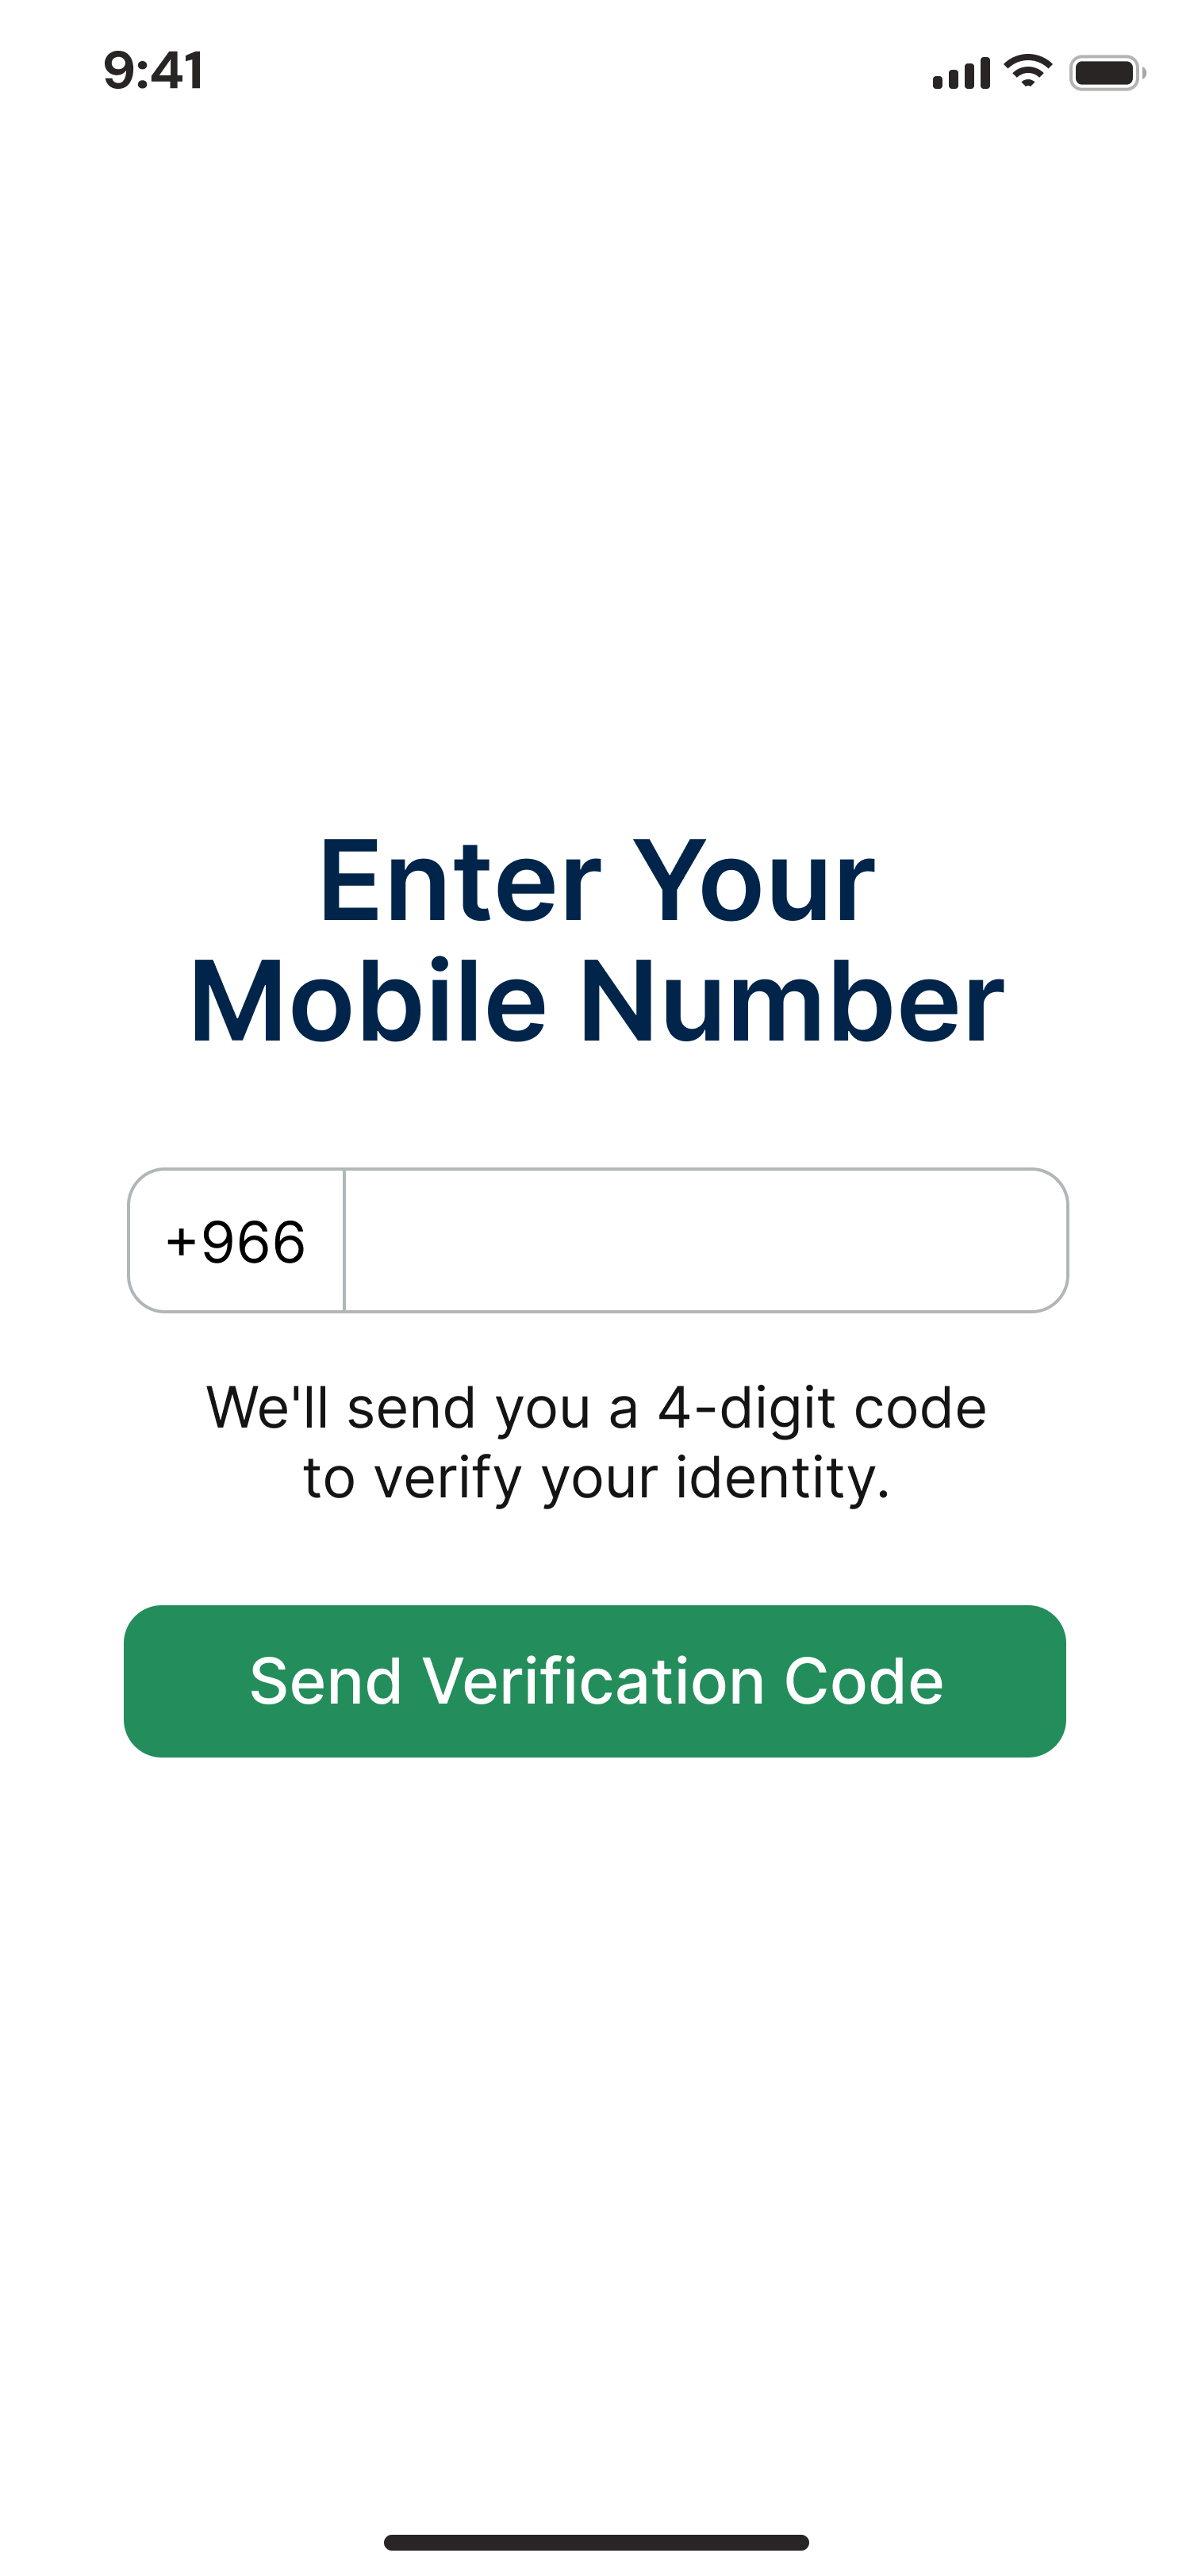 9:41
Enter Your
Mobile Number
+966
We'll send you a 4-digit code
to verify your identity.
Send Verification Code